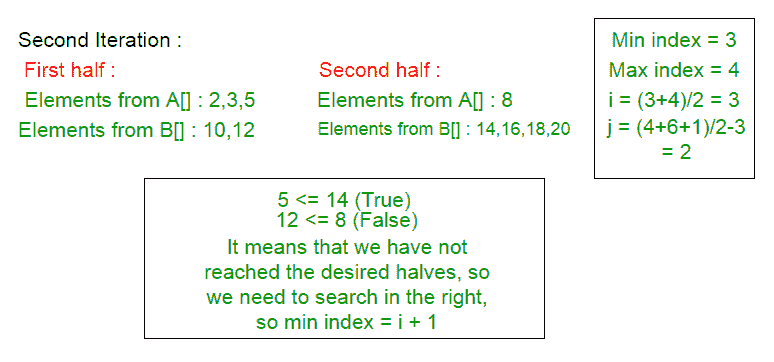 Second Iteration :
First half :
Second half :
Elements from A[] : 2,3,5
Elements from A[] : 8
Elements from B[] : 10,12
Elements from B[] : 14,16,18,20
Min index = 3
Max index = 4
i = (3+4)/2 = 3
j = (4+6+1)/2-3
= 2
5 <= 14 (True)
12 <= 8 (False)
It means that we have not
reached the desired halves, so
we need to search in the right,
so min index = i + 1